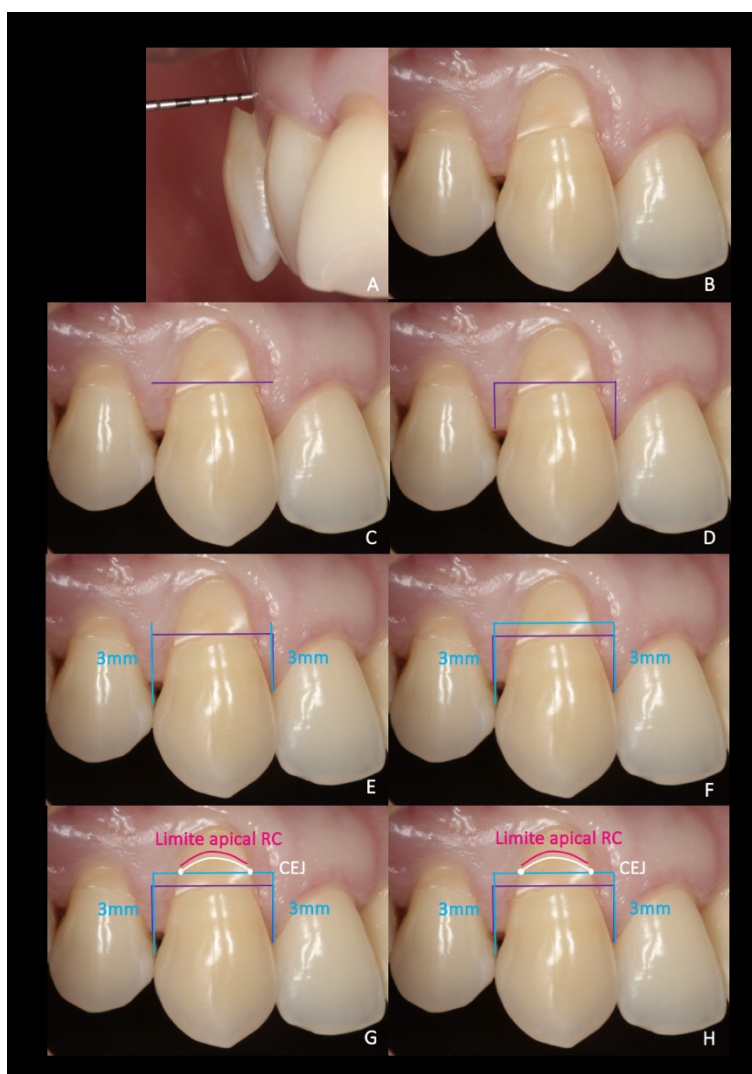 A
B
C
D
3mm
3mm
E
3mm
3mm
F
Limite apical RC
CEJ
3mm
3mm
G
Limite apical RC
CEJ
3mm
3mm
H